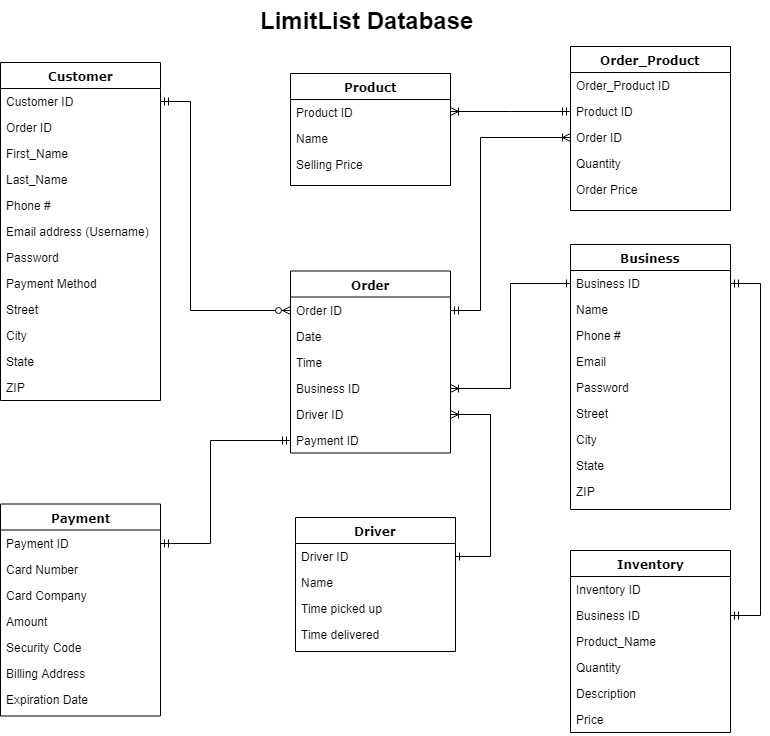 LimitList Database
Customer
Customer ID
Order ID
First_Name
Last_Name
Phone #
Email address (Username)
Password
Payment Method
Street
City
State
ZIP
Product
Product ID
Name
Selling Price
Order_Product
Order_Product ID
Product ID
Order ID
Quantity
Order Price
Order
Order ID
Date
Time
Business ID
Driver ID
Payment ID
Business
Business ID
Name
Phone #
Email
Password
Street
City
State
ZIP
Payment
Payment ID
Card Number
Card Company
Amount
Security Code
Billing Address
Expiration Date
Driver
Driver ID
Name
Time picked up
Time delivered
Inventory
Inventory ID
Business ID
Product_Name
Quantity
Description
Price